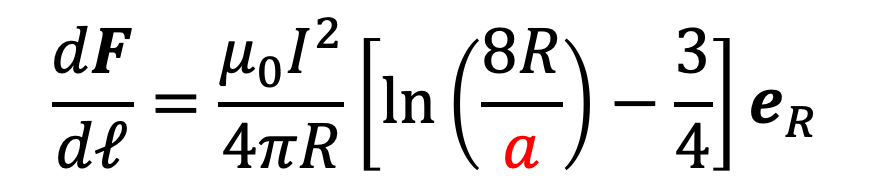 d𝑭/dℓ = μ₀I²/4πR [ln (8R/a) − 3/4] 𝒆_R